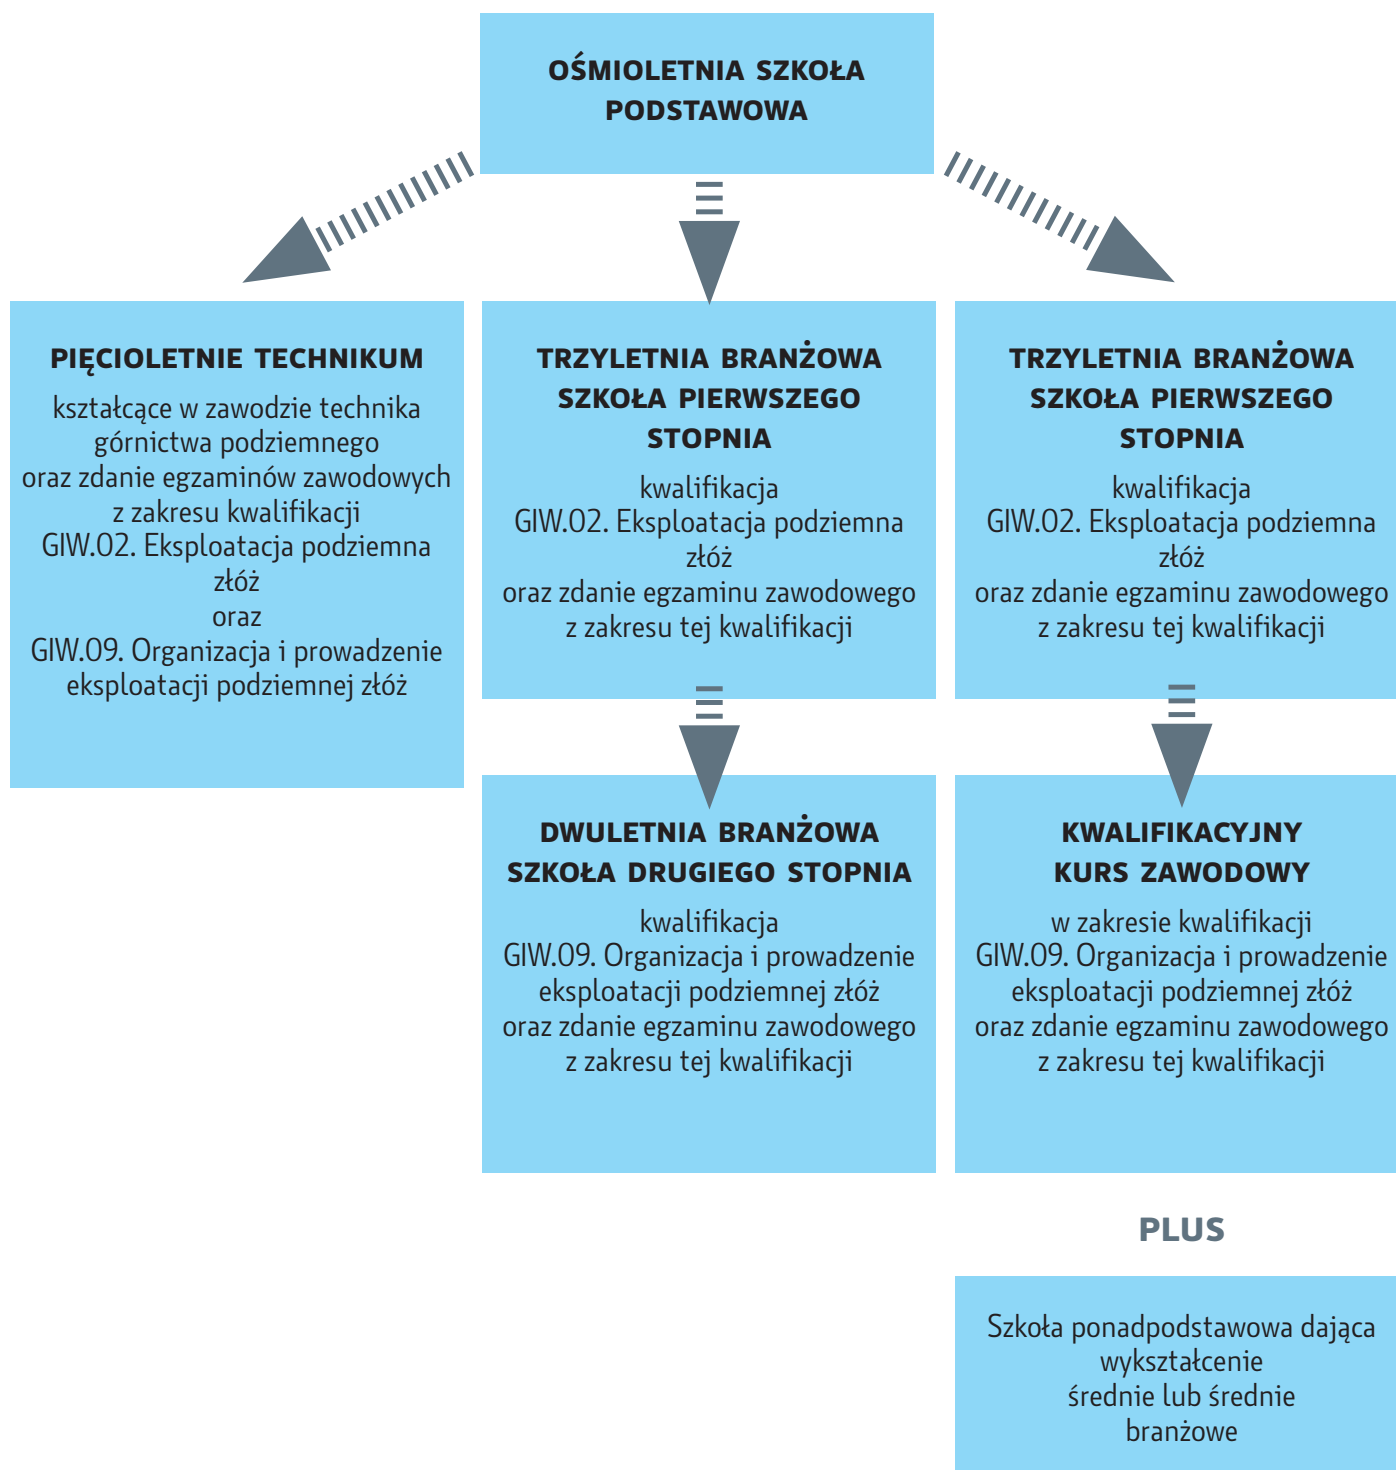 OŚMIOLETNIA SZKOŁA
PODSTAWOWA
PIĘCIOLETNIE TECHNIKUM
kształcące w zawodzie technika
górnictwa podziemnego
oraz zdanie egzaminów zawodowych
z zakresu kwalifikacji
GIW.02. Eksploatacja podziemna
złóż
oraz
GIW.09. Organizacja i prowadzenie
eksploatacji podziemnej złóż
TRZYLETNIA BRANŻOWA
SZKOŁA PIERWSZEGO
STOPNIA
kwalifikacja
GIW.02. Eksploatacja podziemna
złóż
oraz zdanie egzaminu zawodowego
z zakresu tej kwalifikacji
TRZYLETNIA BRANŻOWA
SZKOŁA PIERWSZEGO
STOPNIA
kwalifikacja
GIW.02. Eksploatacja podziemna
złóż
oraz zdanie egzaminu zawodowego
z zakresu tej kwalifikacji
DWULETNIA BRANŻOWA
SZKOŁA DRUGIEGO STOPNIA
kwalifikacja
GIW.09. Organizacja i prowadzenie
eksploatacji podziemnej złóż
oraz zdanie egzaminu zawodowego
z zakresu tej kwalifikacji
KWALIFIKACYJNY
KURS ZAWODOWY
w zakresie kwalifikacji
GIW.09. Organizacja i prowadzenie
eksploatacji podziemnej złóż
oraz zdanie egzaminu zawodowego
z zakresu tej kwalifikacji
PLUS
Szkoła ponadpodstawowa dająca
wykształcenie
średnie lub średnie
branżowe